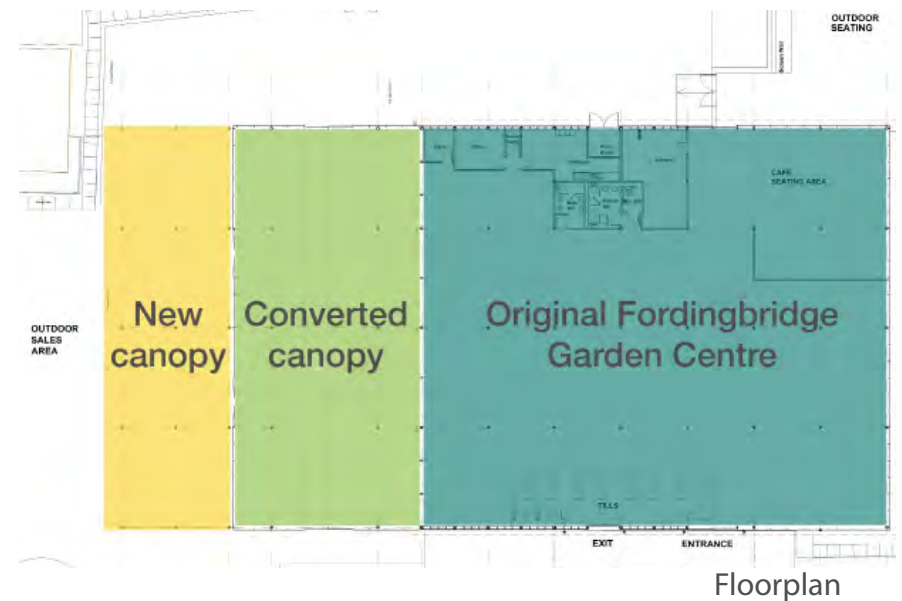 OUTDOOR
SEATING
CAFE
SEATING AREA
New
canopy
Converted
canopy
Original Fordingbridge
Garden Centre
OUTDOOR
SALES
AREA
TILLS
EXIT
ENTRANCE
Floorplan